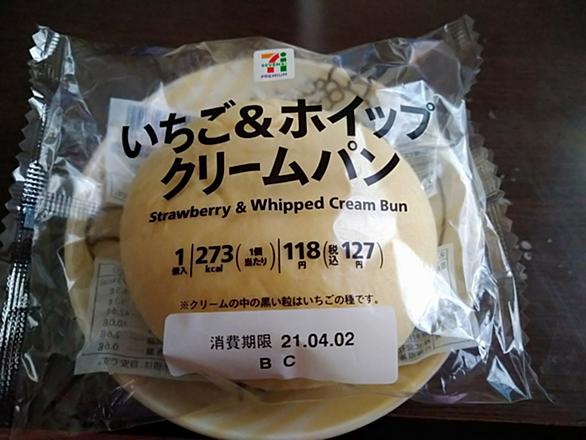 7
SEVEN
PREMIUM
いちご&ホイップ
クリームパン
Strawberry & Whipped Cream Bun
1個入 273kcal (1個当たり) 118円 (税込127円)
※クリームの中の黒い粒はいちごの種です。
消費期限 21.04.02
B C